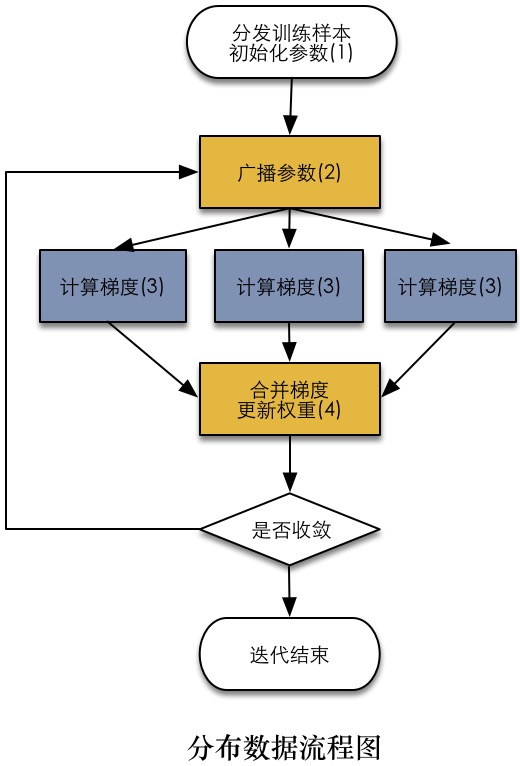 分发训练样本
初始化参数(1)
广播参数(2)
计算梯度(3)
计算梯度(3)
计算梯度(3)
合并梯度
更新权重(4)
是否收敛
迭代结束
分布数据流程图